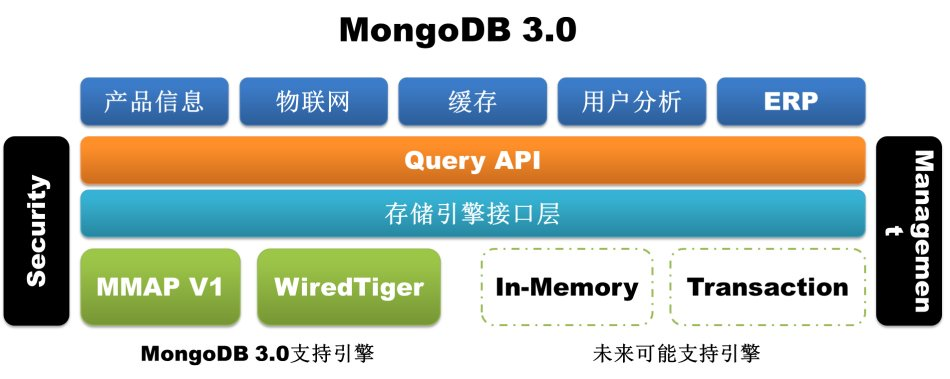 MongoDB 3.0
产品信息
物联网
缓存
用户分析
ERP
Security
Query API
Managemen
t
存储引擎接口层
MMAP V1
WiredTiger
In-Memory
Transaction
MongoDB 3.0支持引擎
未来可能支持引擎